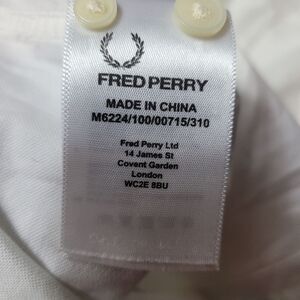 FRED PERRY
MADE IN CHINA
M6224/100/00715/310
Fred Perry Ltd
14 James St
Covent Garden
London
WC2E 8BU